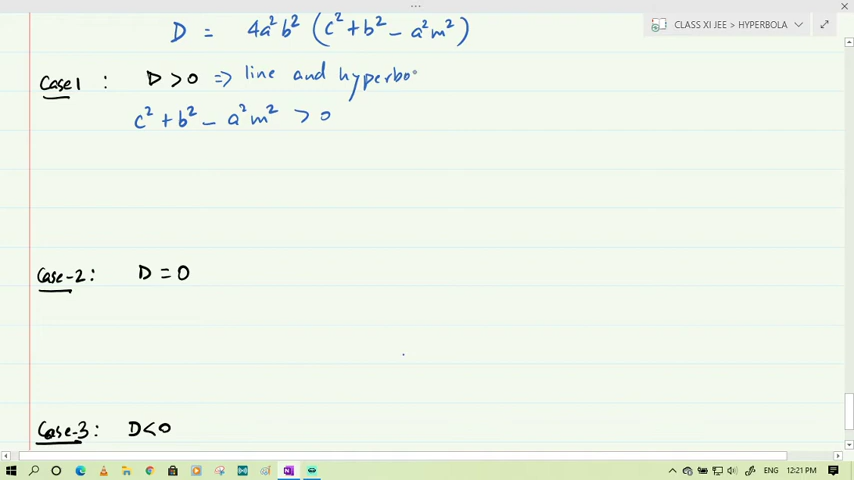 CLASS XI JEE > HYPERBOLA
D = 4a²b² (c² + b² − a²m²)
Case 1 : D > 0 ⇒ line and hyperbo
c² + b² − a²m² > 0
Case-2 : D = 0
Case-3 : D < 0
ENG 12:21 PM